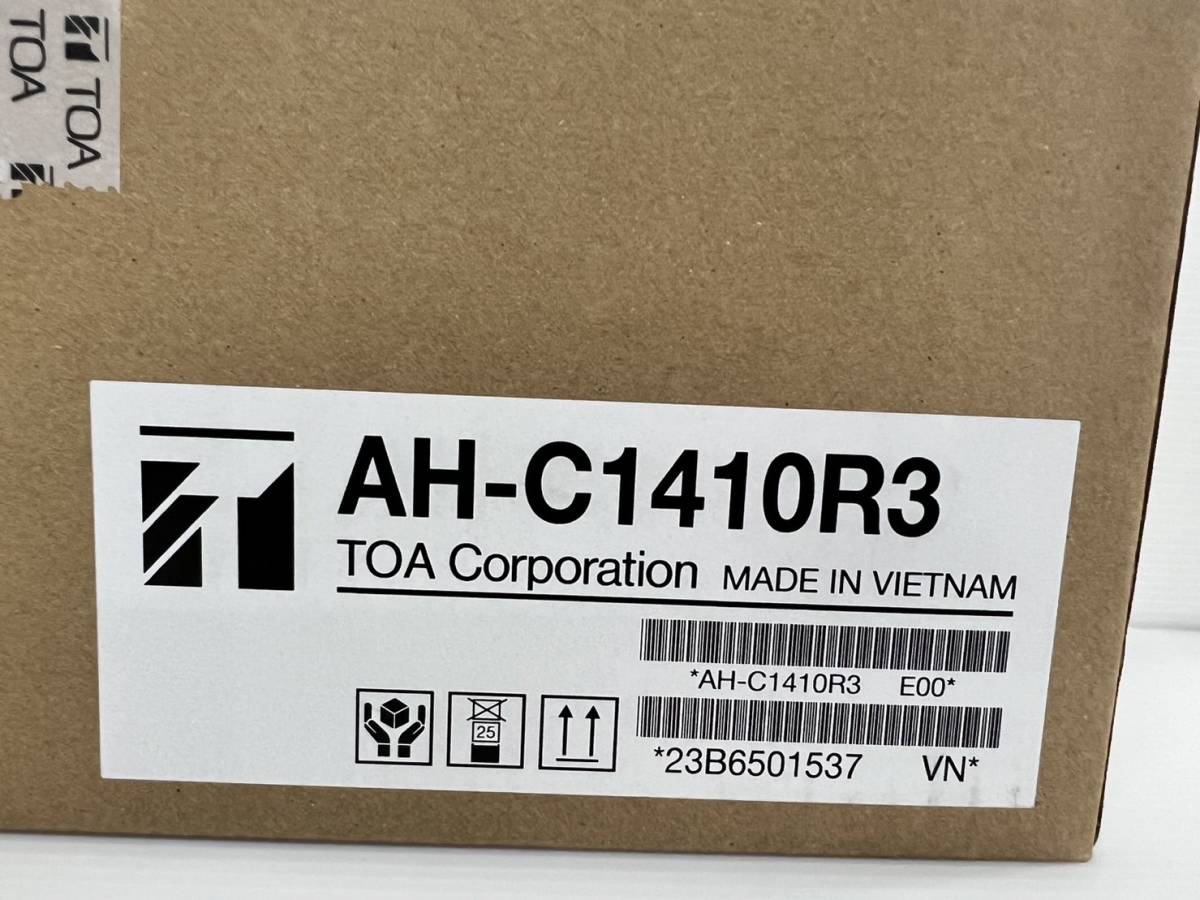 TOA
TOA
AH-C1410R3
TOA Corporation MADE IN VIETNAM
*AH-C1410R3 E00*
25
*23B6501537 VN*